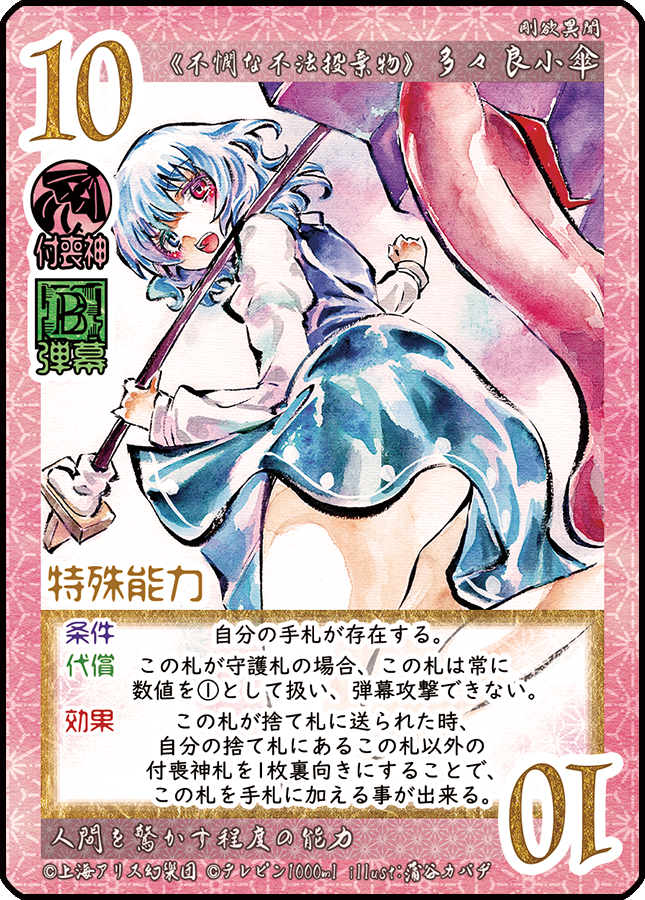 剛欲異聞
10
《不憫な不法投棄物》 多々良小傘
付喪神
B
弾幕
特殊能力
条件 自分の手札が存在する。
代償 この札が守護札の場合、この札は常に
数値を①として扱い、弾幕攻撃できない。
効果 この札が捨て札に送られた時、
自分の捨て札にあるこの札以外の
付喪神札を1枚裏向きにすることで、
この札を手札に加える事が出来る。
10
人間を驚かす程度の能力
©上海アリス幻樂団 ©テレピン1000ml illust:蒲谷カバヂ